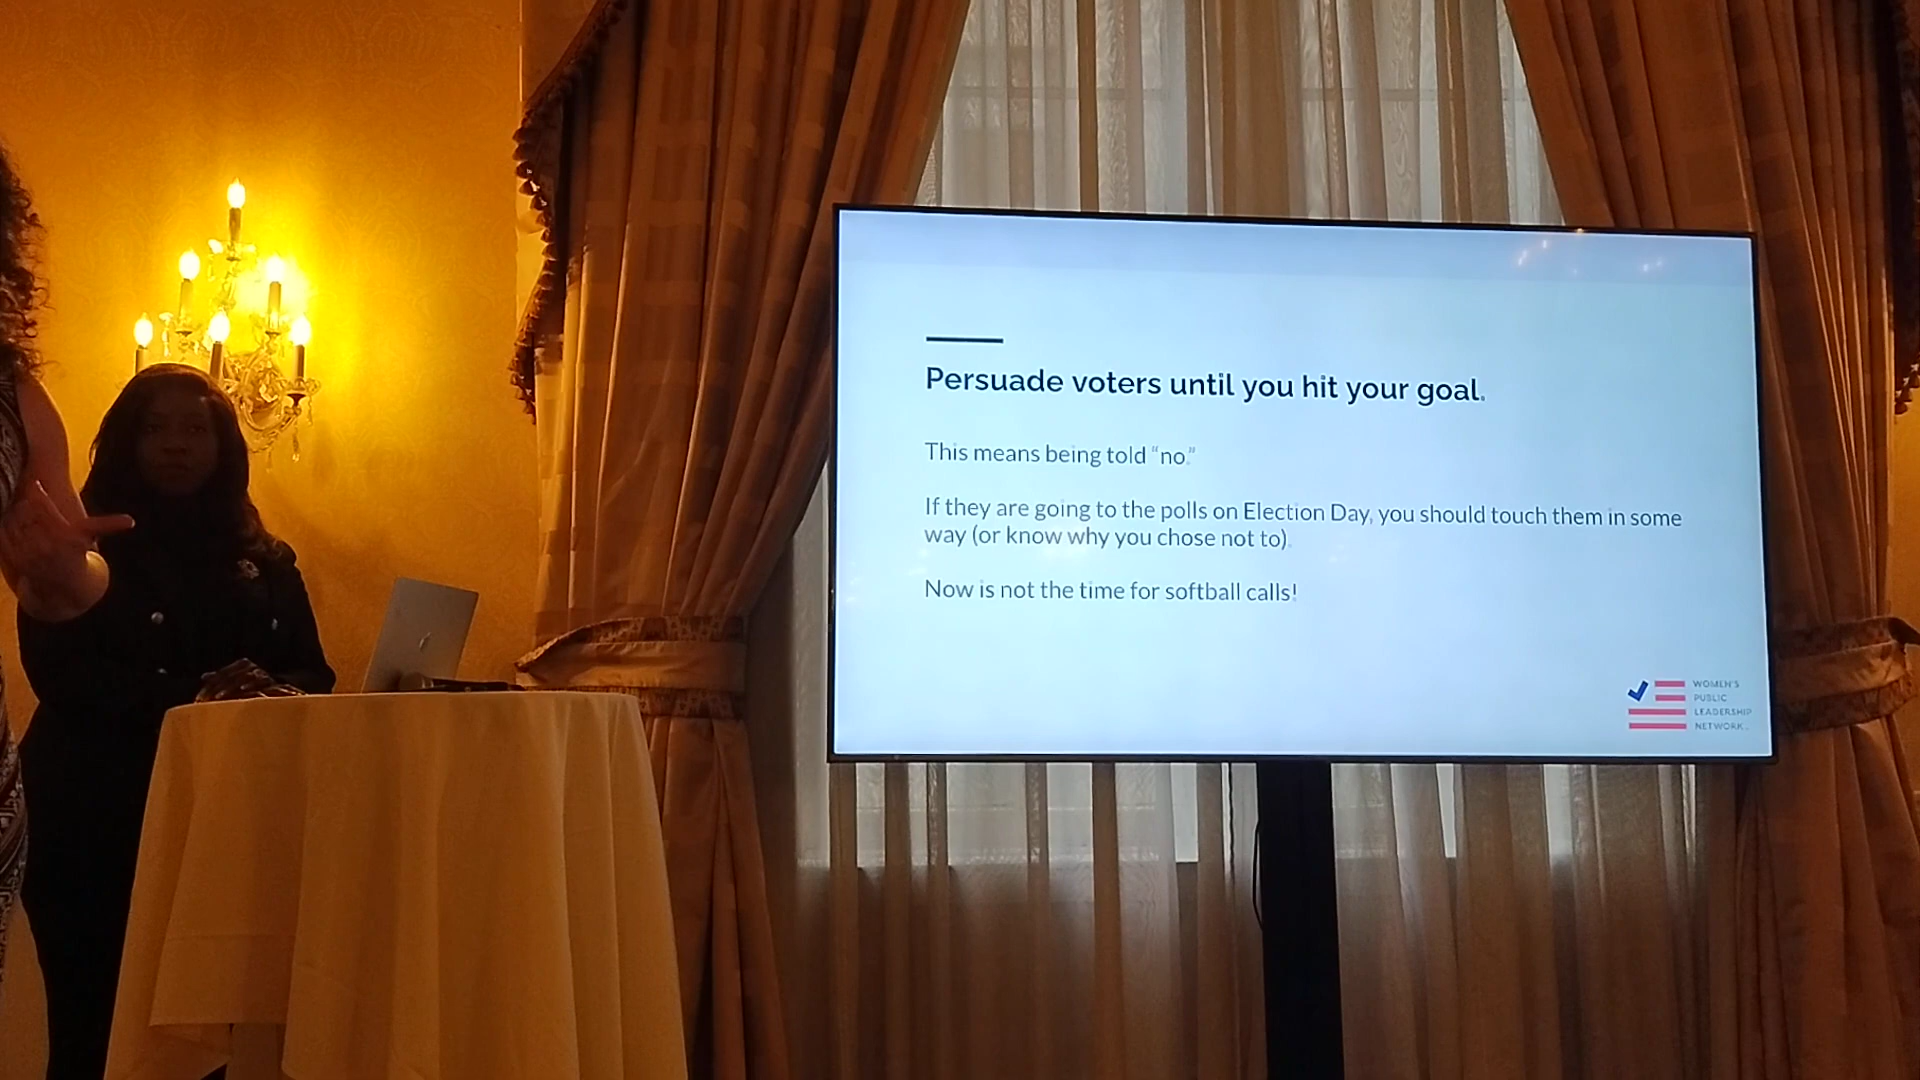 Persuade voters until you hit your goal.
This means being told “no.”
If they are going to the polls on Election Day, you should touch them in some
way (or know why you chose not to).
Now is not the time for softball calls!
WOMEN'S
PUBLIC
LEADERSHIP
NETWORK